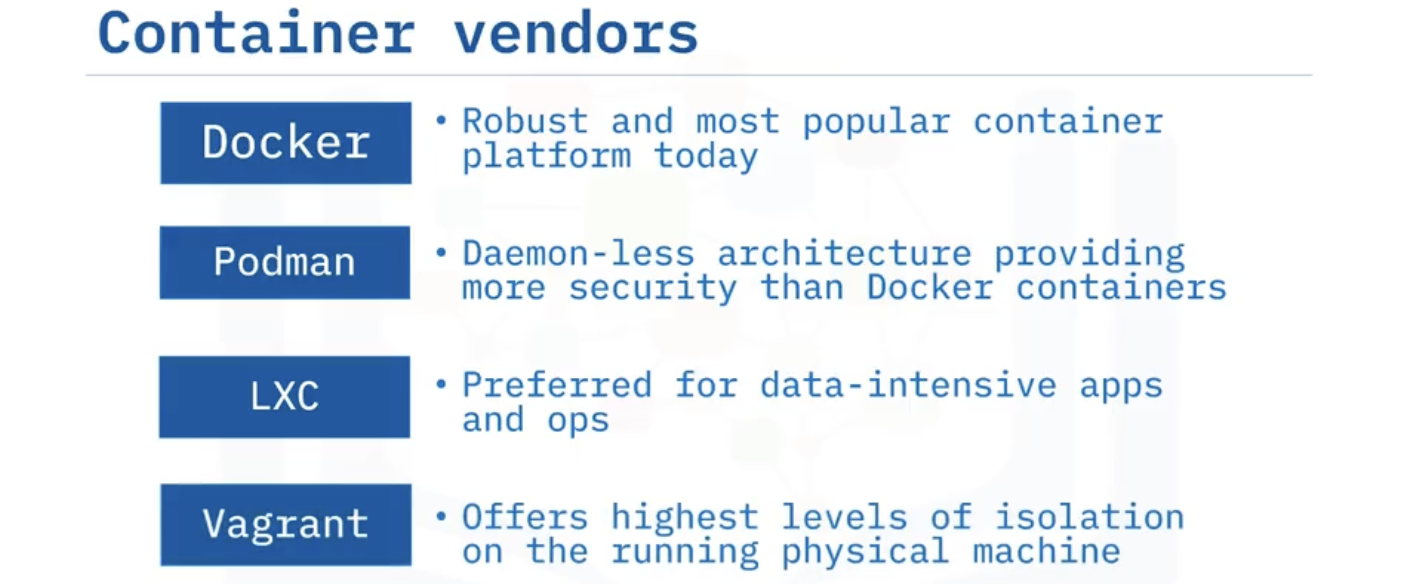 Container vendors
Docker
• Robust and most popular container
platform today
Podman
• Daemon-less architecture providing
more security than Docker containers
LXC
• Preferred for data-intensive apps
and ops
Vagrant
• Offers highest levels of isolation
on the running physical machine